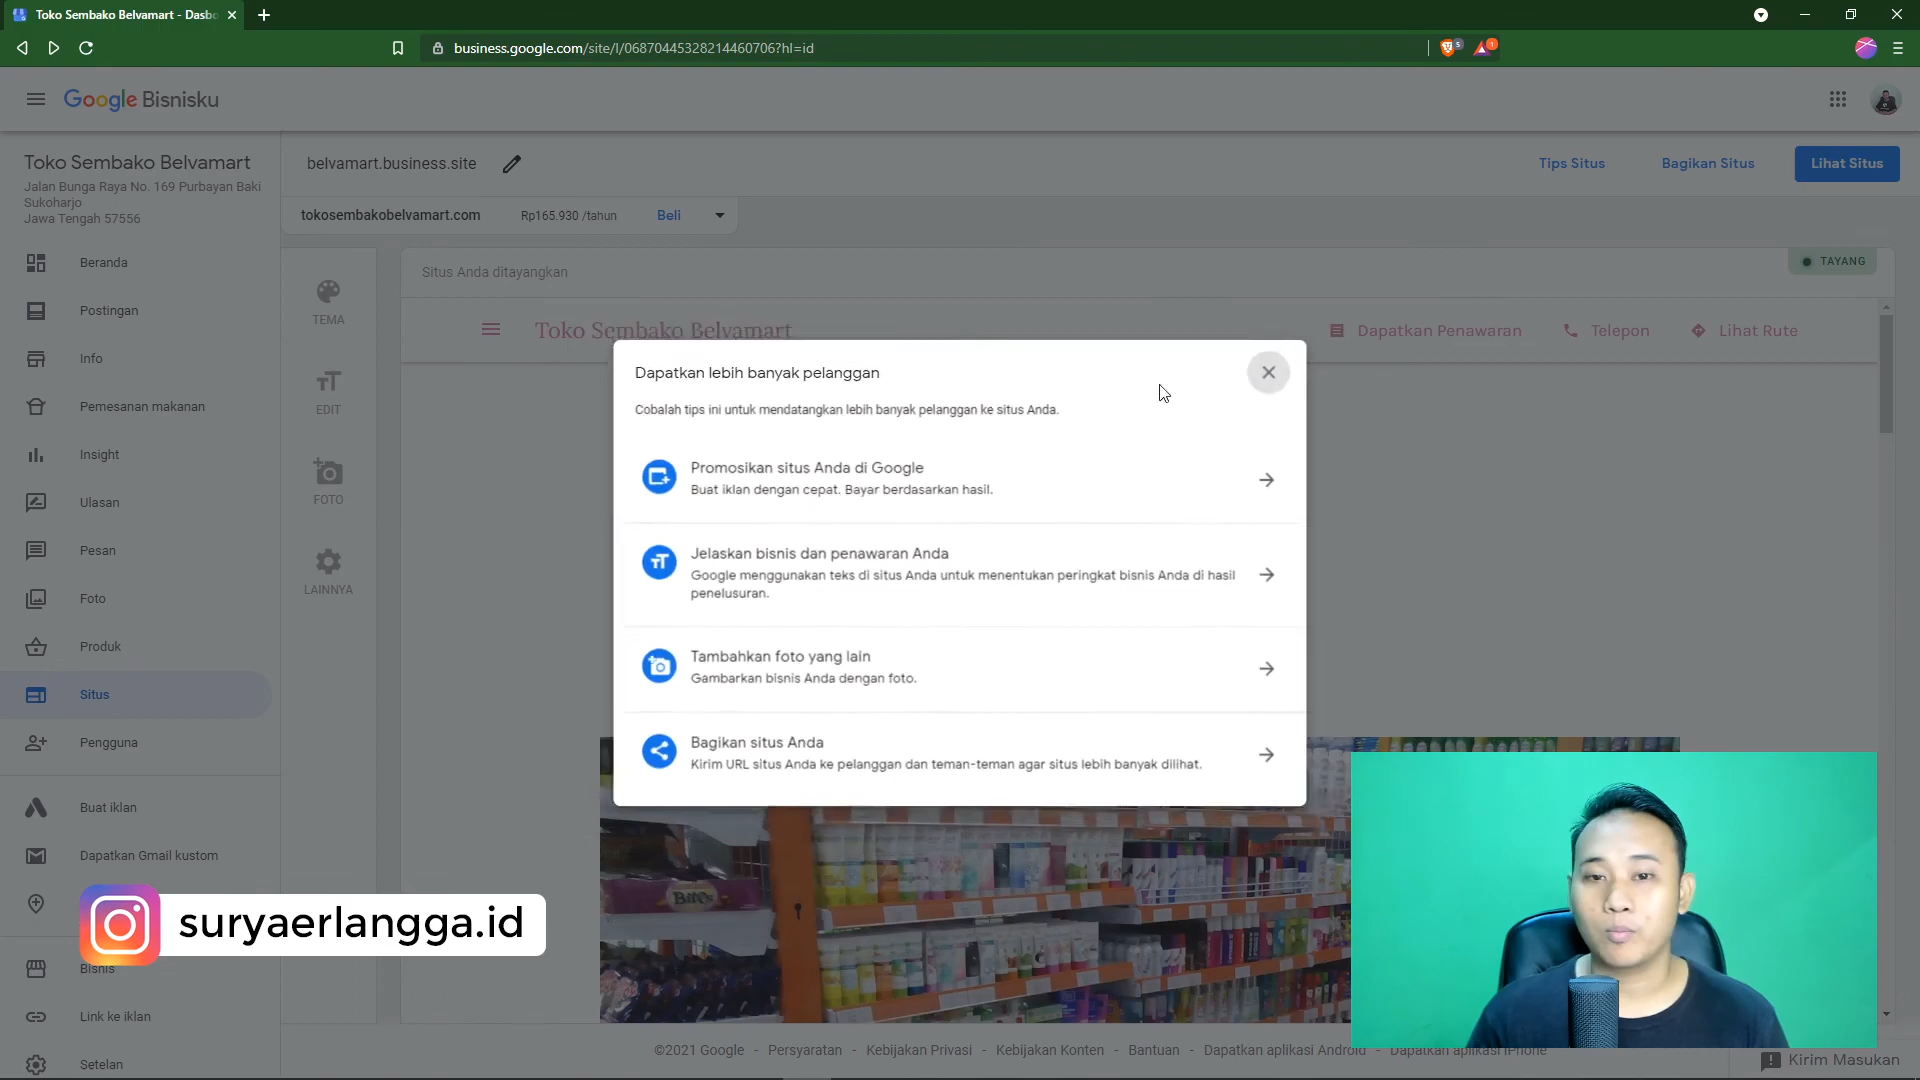 Toko Sembako Belvamart - Dasbo
business.google.com/site/l/06870445328214460706?hl=id
5
1
Google Bisnisku
Toko Sembako Belvamart
Jalan Bunga Raya No. 169 Purbayan Baki
Sukoharjo
Jawa Tengah 57556
Beranda
Postingan
Info
Pemesanan makanan
Insight
Ulasan
Pesan
Foto
Produk
Situs
Pengguna
Buat iklan
Dapatkan Gmail kustom
Bisnis
Link ke iklan
Setelan
belvamart.business.site
Tips Situs
Bagikan Situs
Lihat Situs
tokosembakobelvamart.com
Rp165.930 /tahun
Beli
TEMA
EDIT
FOTO
LAINNYA
Situs Anda ditayangkan
TAYANG
Toko Sembako Belvamart
Dapatkan Penawaran
Telepon
Lihat Rute
Dapatkan lebih banyak pelanggan
Cobalah tips ini untuk mendatangkan lebih banyak pelanggan ke situs Anda.
Promosikan situs Anda di Google
Buat iklan dengan cepat. Bayar berdasarkan hasil.
Jelaskan bisnis dan penawaran Anda
Google menggunakan teks di situs Anda untuk menentukan peringkat bisnis Anda di hasil
penelusuran.
Tambahkan foto yang lain
Gambarkan bisnis Anda dengan foto.
Bagikan situs Anda
Kirim URL situs Anda ke pelanggan dan teman-teman agar situs lebih banyak dilihat.
suryaerlangga.id
©2021 Google - Persyaratan - Kebijakan Privasi - Kebijakan Konten - Bantuan - Dapatkan aplikasi Android - Dapatkan aplikasi iPhone
Kirim Masukan